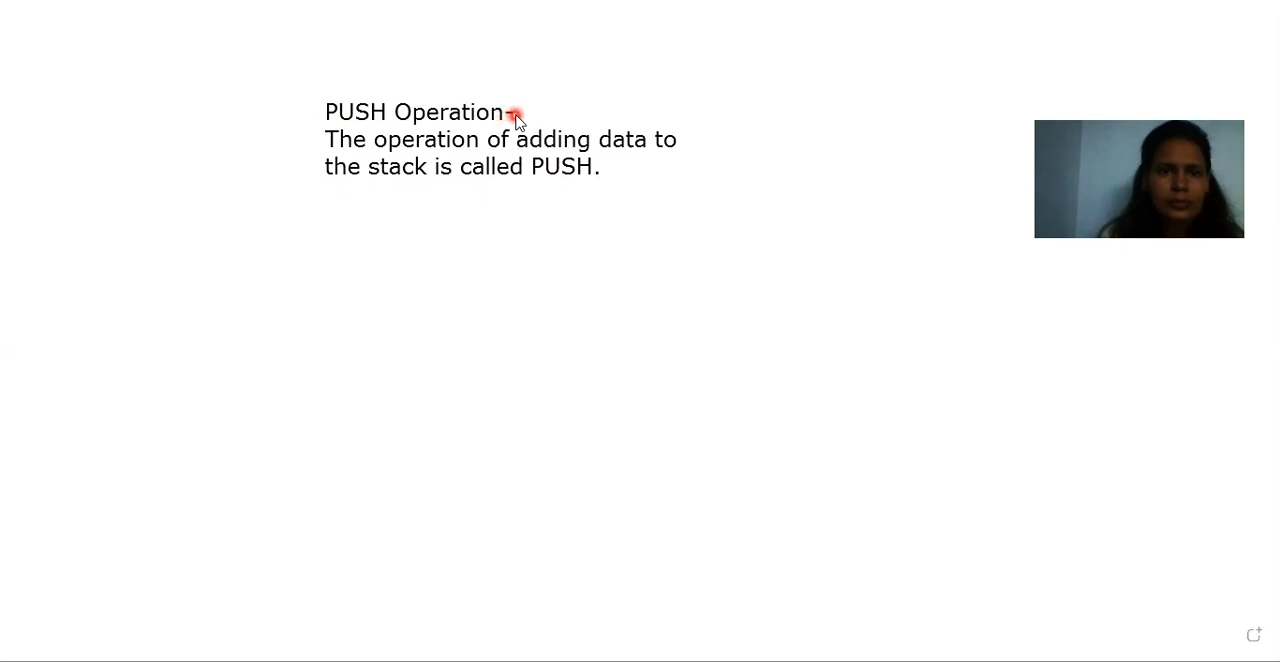 PUSH Operation-
The operation of adding data to
the stack is called PUSH.